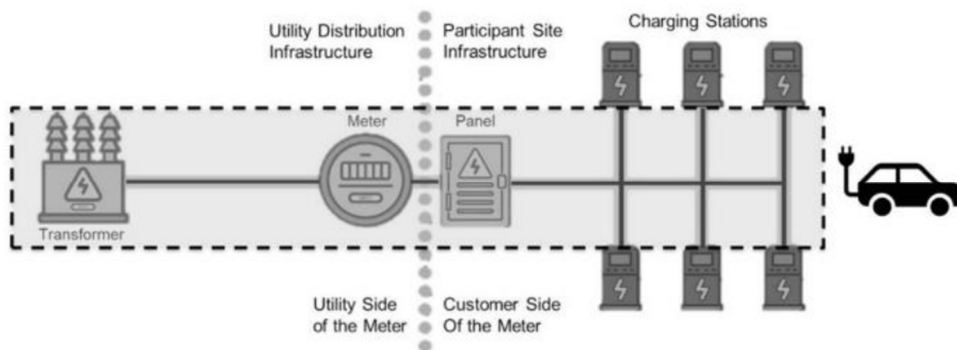 Utility Distribution
Infrastructure
Participant Site
Infrastructure
Charging Stations
Meter
Panel
Transformer
Utility Side
of the Meter
Customer Side
Of the Meter